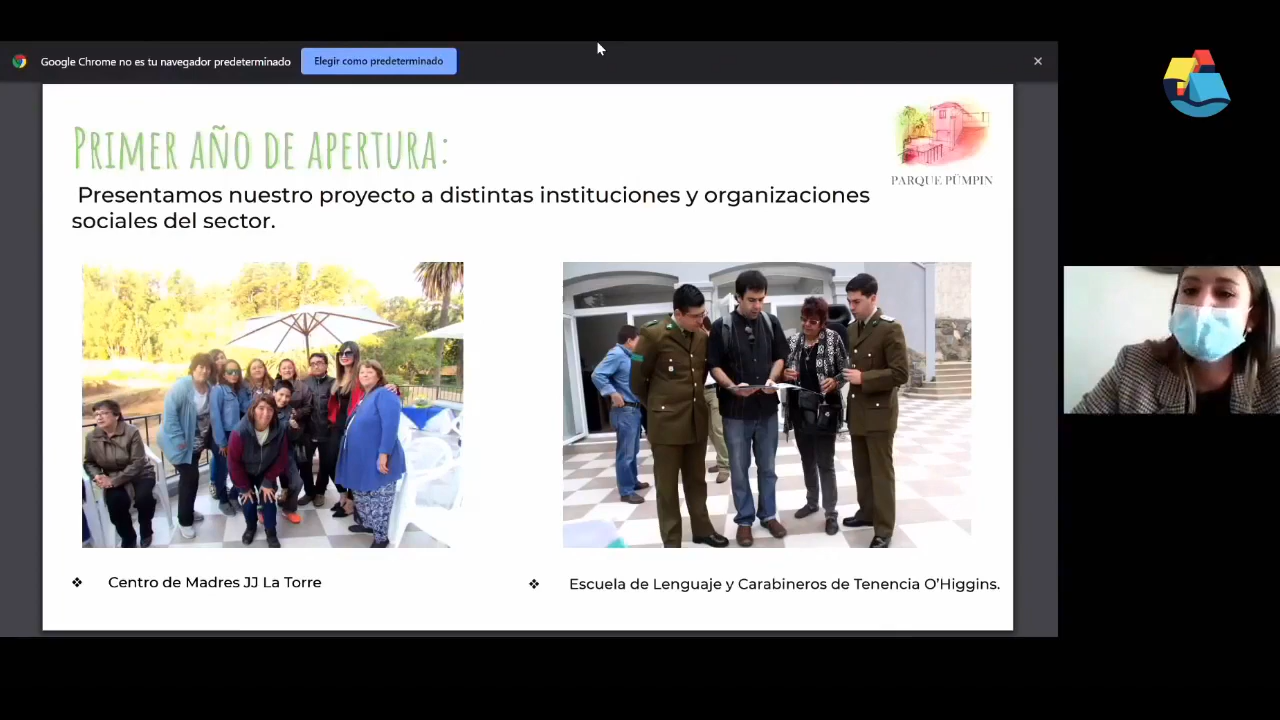 Google Chrome no es tu navegador predeterminado
Elegir como predeterminado
PRIMER AÑO DE APERTURA:
PARQUE PÜMPIN
Presentamos nuestro proyecto a distintas instituciones y organizaciones
sociales del sector.
❖ Centro de Madres JJ La Torre
❖ Escuela de Lenguaje y Carabineros de Tenencia O’Higgins.